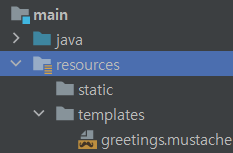 main
java
resources
static
templates
greetings.mustache